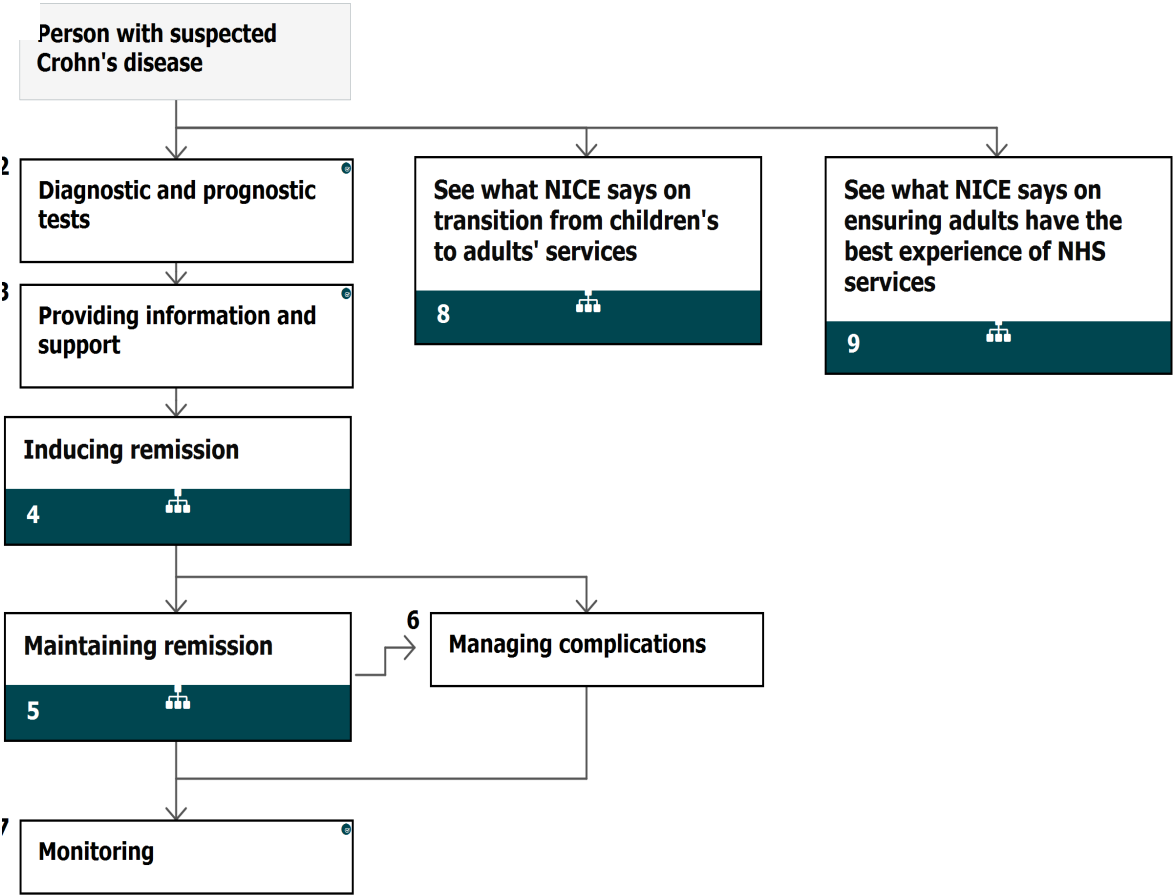 Person with suspected
Crohn's disease
2
Diagnostic and prognostic
tests
See what NICE says on
transition from children's
to adults' services
8
See what NICE says on
ensuring adults have the
best experience of NHS
services
9
3
Providing information and
support
Inducing remission
4
Maintaining remission
5
6
Managing complications
7
Monitoring